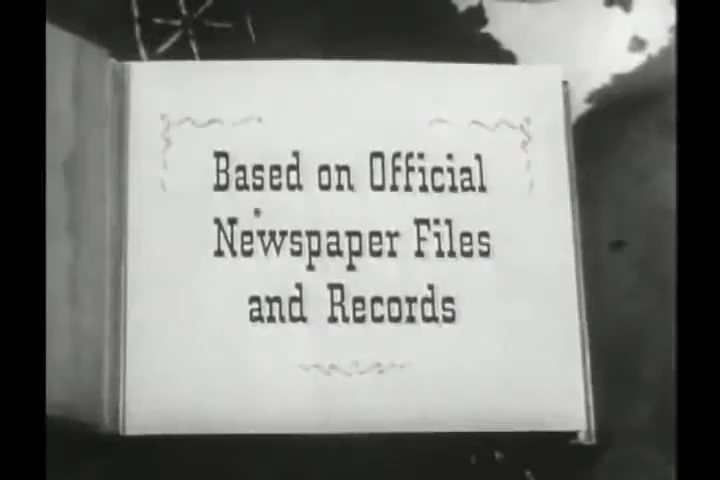 Based on Official
Newspaper Files
and Records